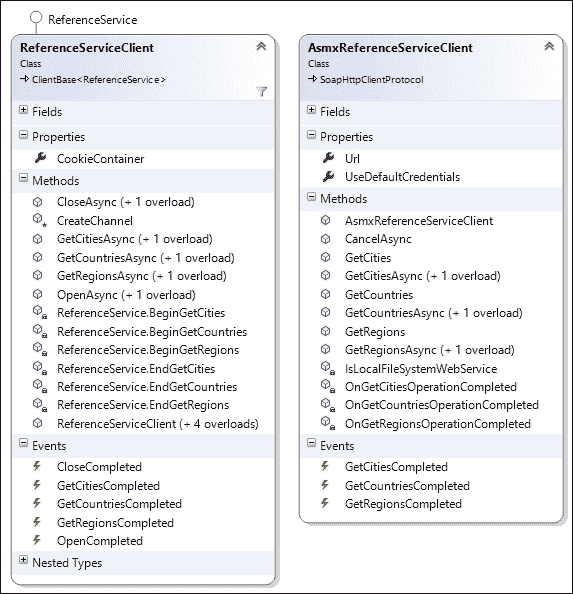 ReferenceService
ReferenceServiceClient
Class
ClientBase<ReferenceService>
Fields
Properties
CookieContainer
Methods
CloseAsync (+ 1 overload)
CreateChannel
GetCitiesAsync (+ 1 overload)
GetCountriesAsync (+ 1 overload)
GetRegionsAsync (+ 1 overload)
OpenAsync (+ 1 overload)
ReferenceService.BeginGetCities
ReferenceService.BeginGetCountries
ReferenceService.BeginGetRegions
ReferenceService.EndGetCities
ReferenceService.EndGetCountries
ReferenceService.EndGetRegions
ReferenceServiceClient (+ 4 overloads)
Events
CloseCompleted
GetCitiesCompleted
GetCountriesCompleted
GetRegionsCompleted
OpenCompleted
Nested Types
AsmxReferenceServiceClient
Class
SoapHttpClientProtocol
Fields
Properties
Url
UseDefaultCredentials
Methods
AsmxReferenceServiceClient
CancelAsync
GetCities
GetCitiesAsync (+ 1 overload)
GetCountries
GetCountriesAsync (+ 1 overload)
GetRegions
GetRegionsAsync (+ 1 overload)
IsLocalFileSystemWebService
OnGetCitiesOperationCompleted
OnGetCountriesOperationCompleted
OnGetRegionsOperationCompleted
Events
GetCitiesCompleted
GetCountriesCompleted
GetRegionsCompleted